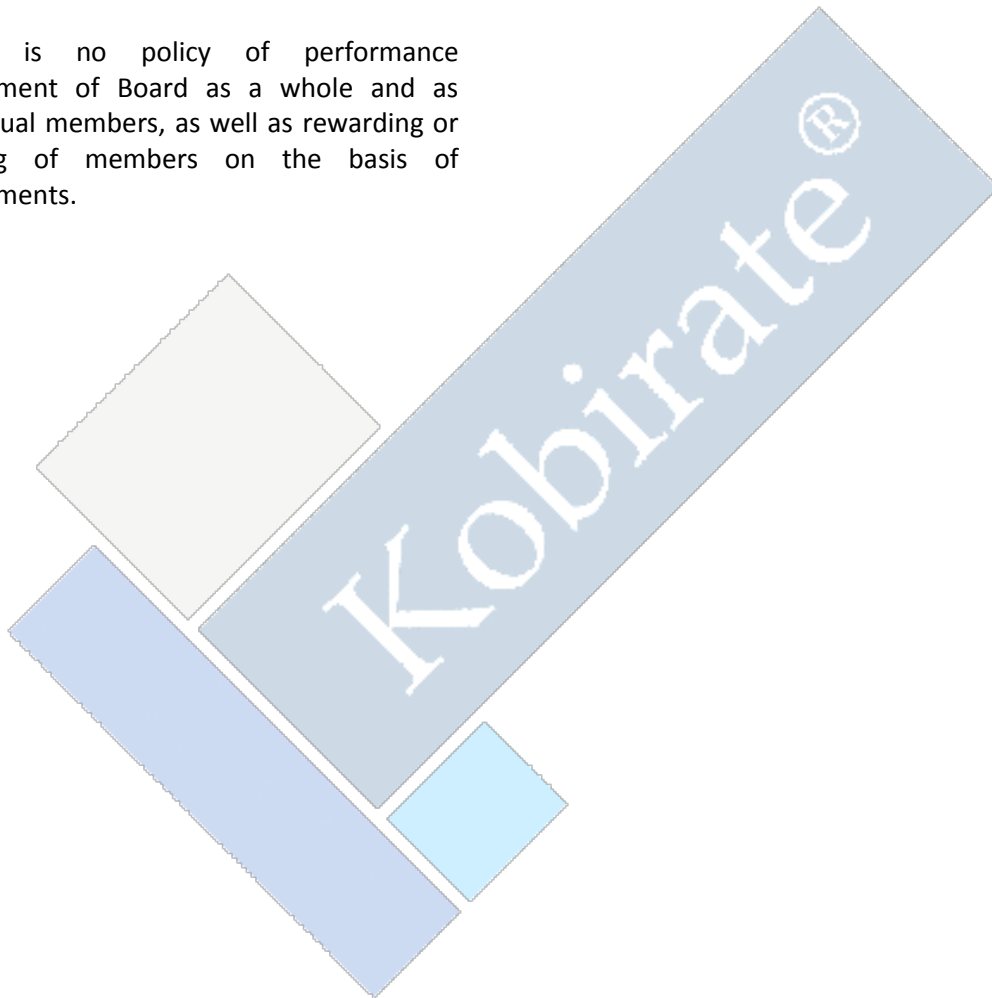 is no policy of performance
ment of Board as a whole and as
ual members, as well as rewarding or
g of members on the basis of
ments.
Kobirate ®